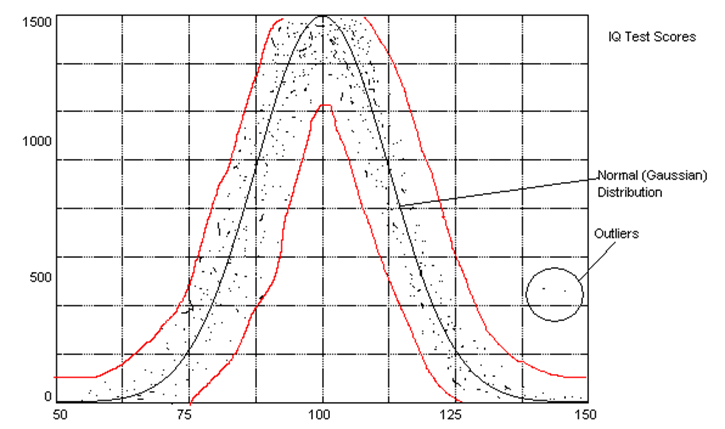 1500
IQ Test Scores
1000
Normal (Gaussian)
Distribution
Outliers
500
0
50 75 100 125 150